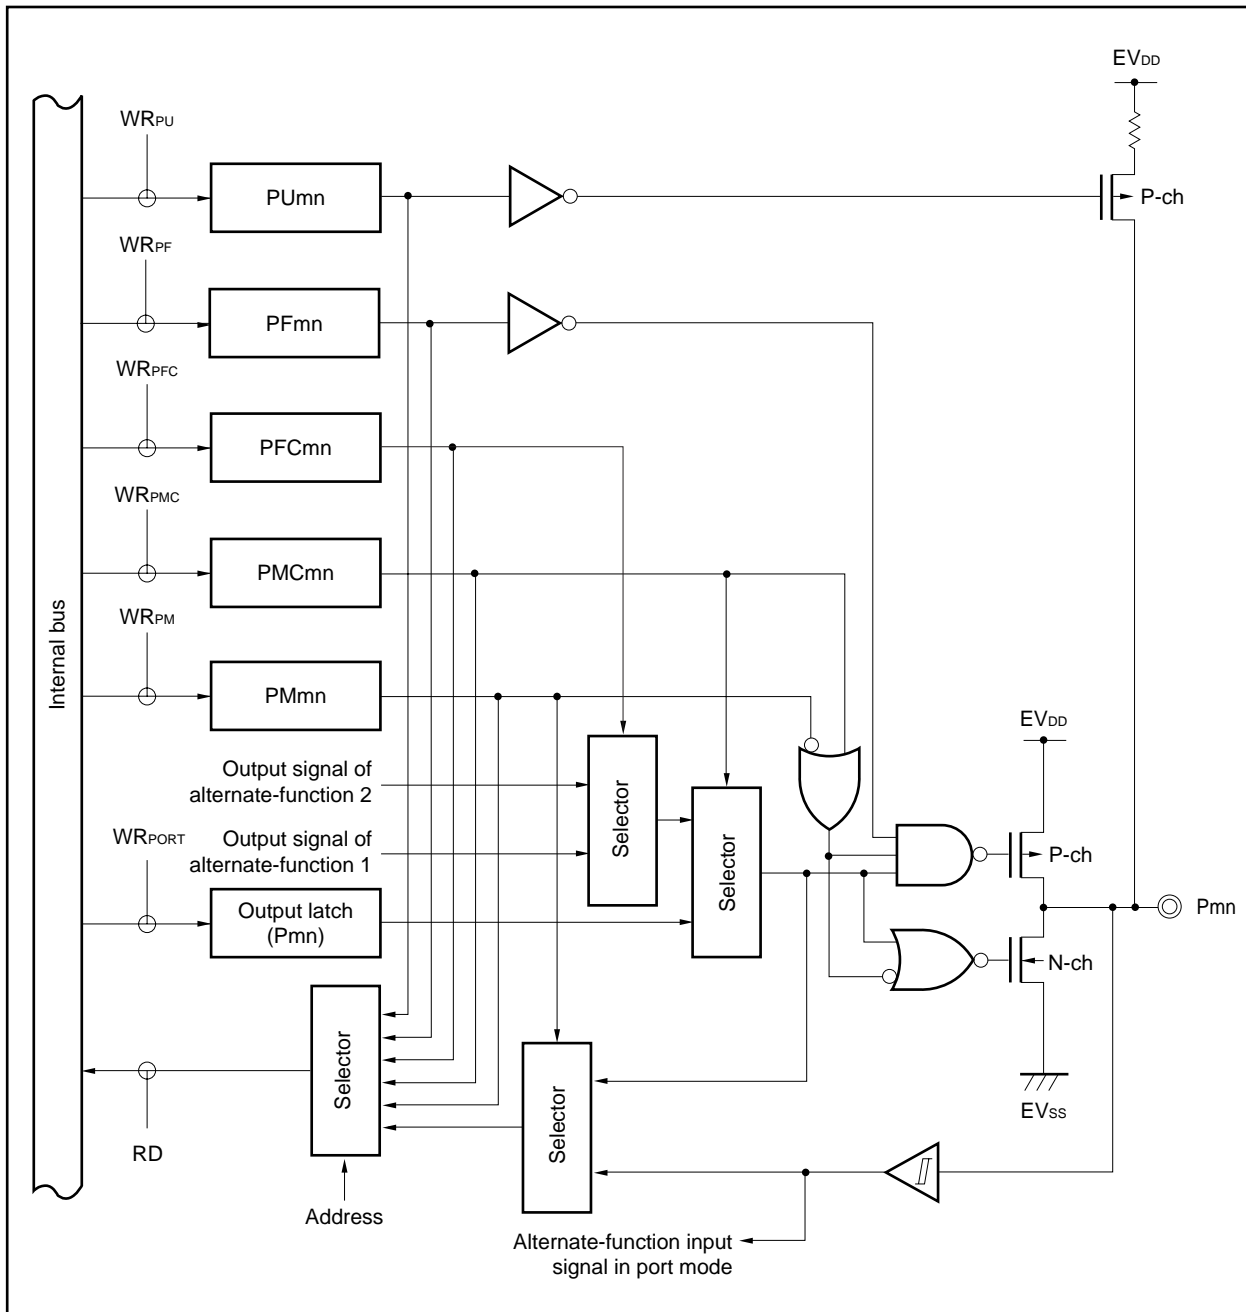 EVDD
WRPU
PUmn
P-ch
WRPF
PFmn
WRPFC
PFCmn
WRPMC
PMCmn
WRPM
PMmn
Internal bus
EVDD
Output signal of
alternate-function 2
Selector
Output signal of
alternate-function 1
Selector
WRPORT
P-ch
Output latch
(Pmn)
Pmn
N-ch
Selector
Selector
EVSS
RD
Address
Alternate-function input
signal in port mode